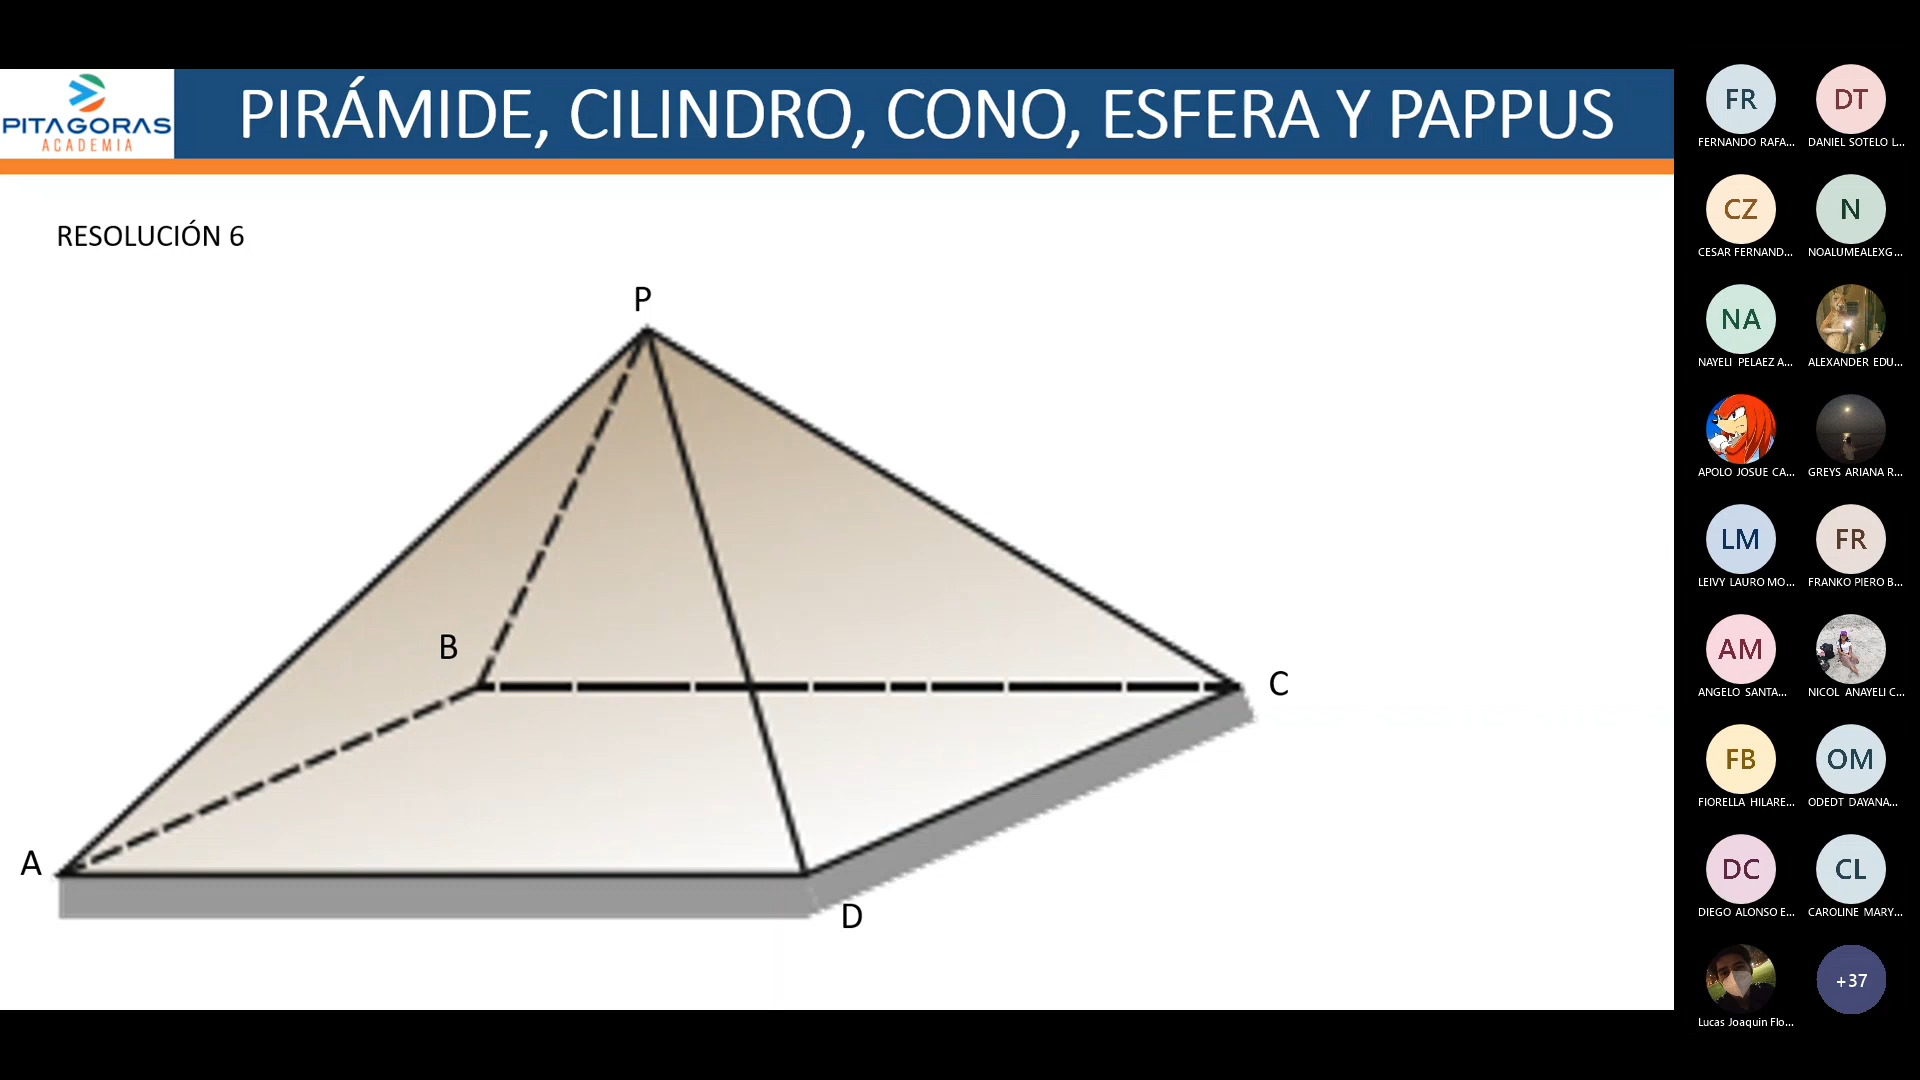 PITAGORAS
ACADEMIA
PIRÁMIDE, CILINDRO, CONO, ESFERA Y PAPPUS
RESOLUCIÓN 6
P
B
C
A
D
FR
DT
FERNANDO RAFA...
DANIEL SOTELO L...
CZ
N
CESAR FERNAND...
NOALUMEALEXG...
NA
NAYELI PELAEZ A...
ALEXANDER EDU...
APOLO JOSUE CA...
GREYS ARIANA R...
LM
FR
LEIVY LAURO MO...
FRANKO PIERO B...
AM
ANGELO SANTA...
NICOL ANAYELI C...
FB
OM
FIORELLA HILARE...
ODEDT DAYANA...
DC
CL
DIEGO ALONSO E...
CAROLINE MARY...
+37
Lucas Joaquin Flo...